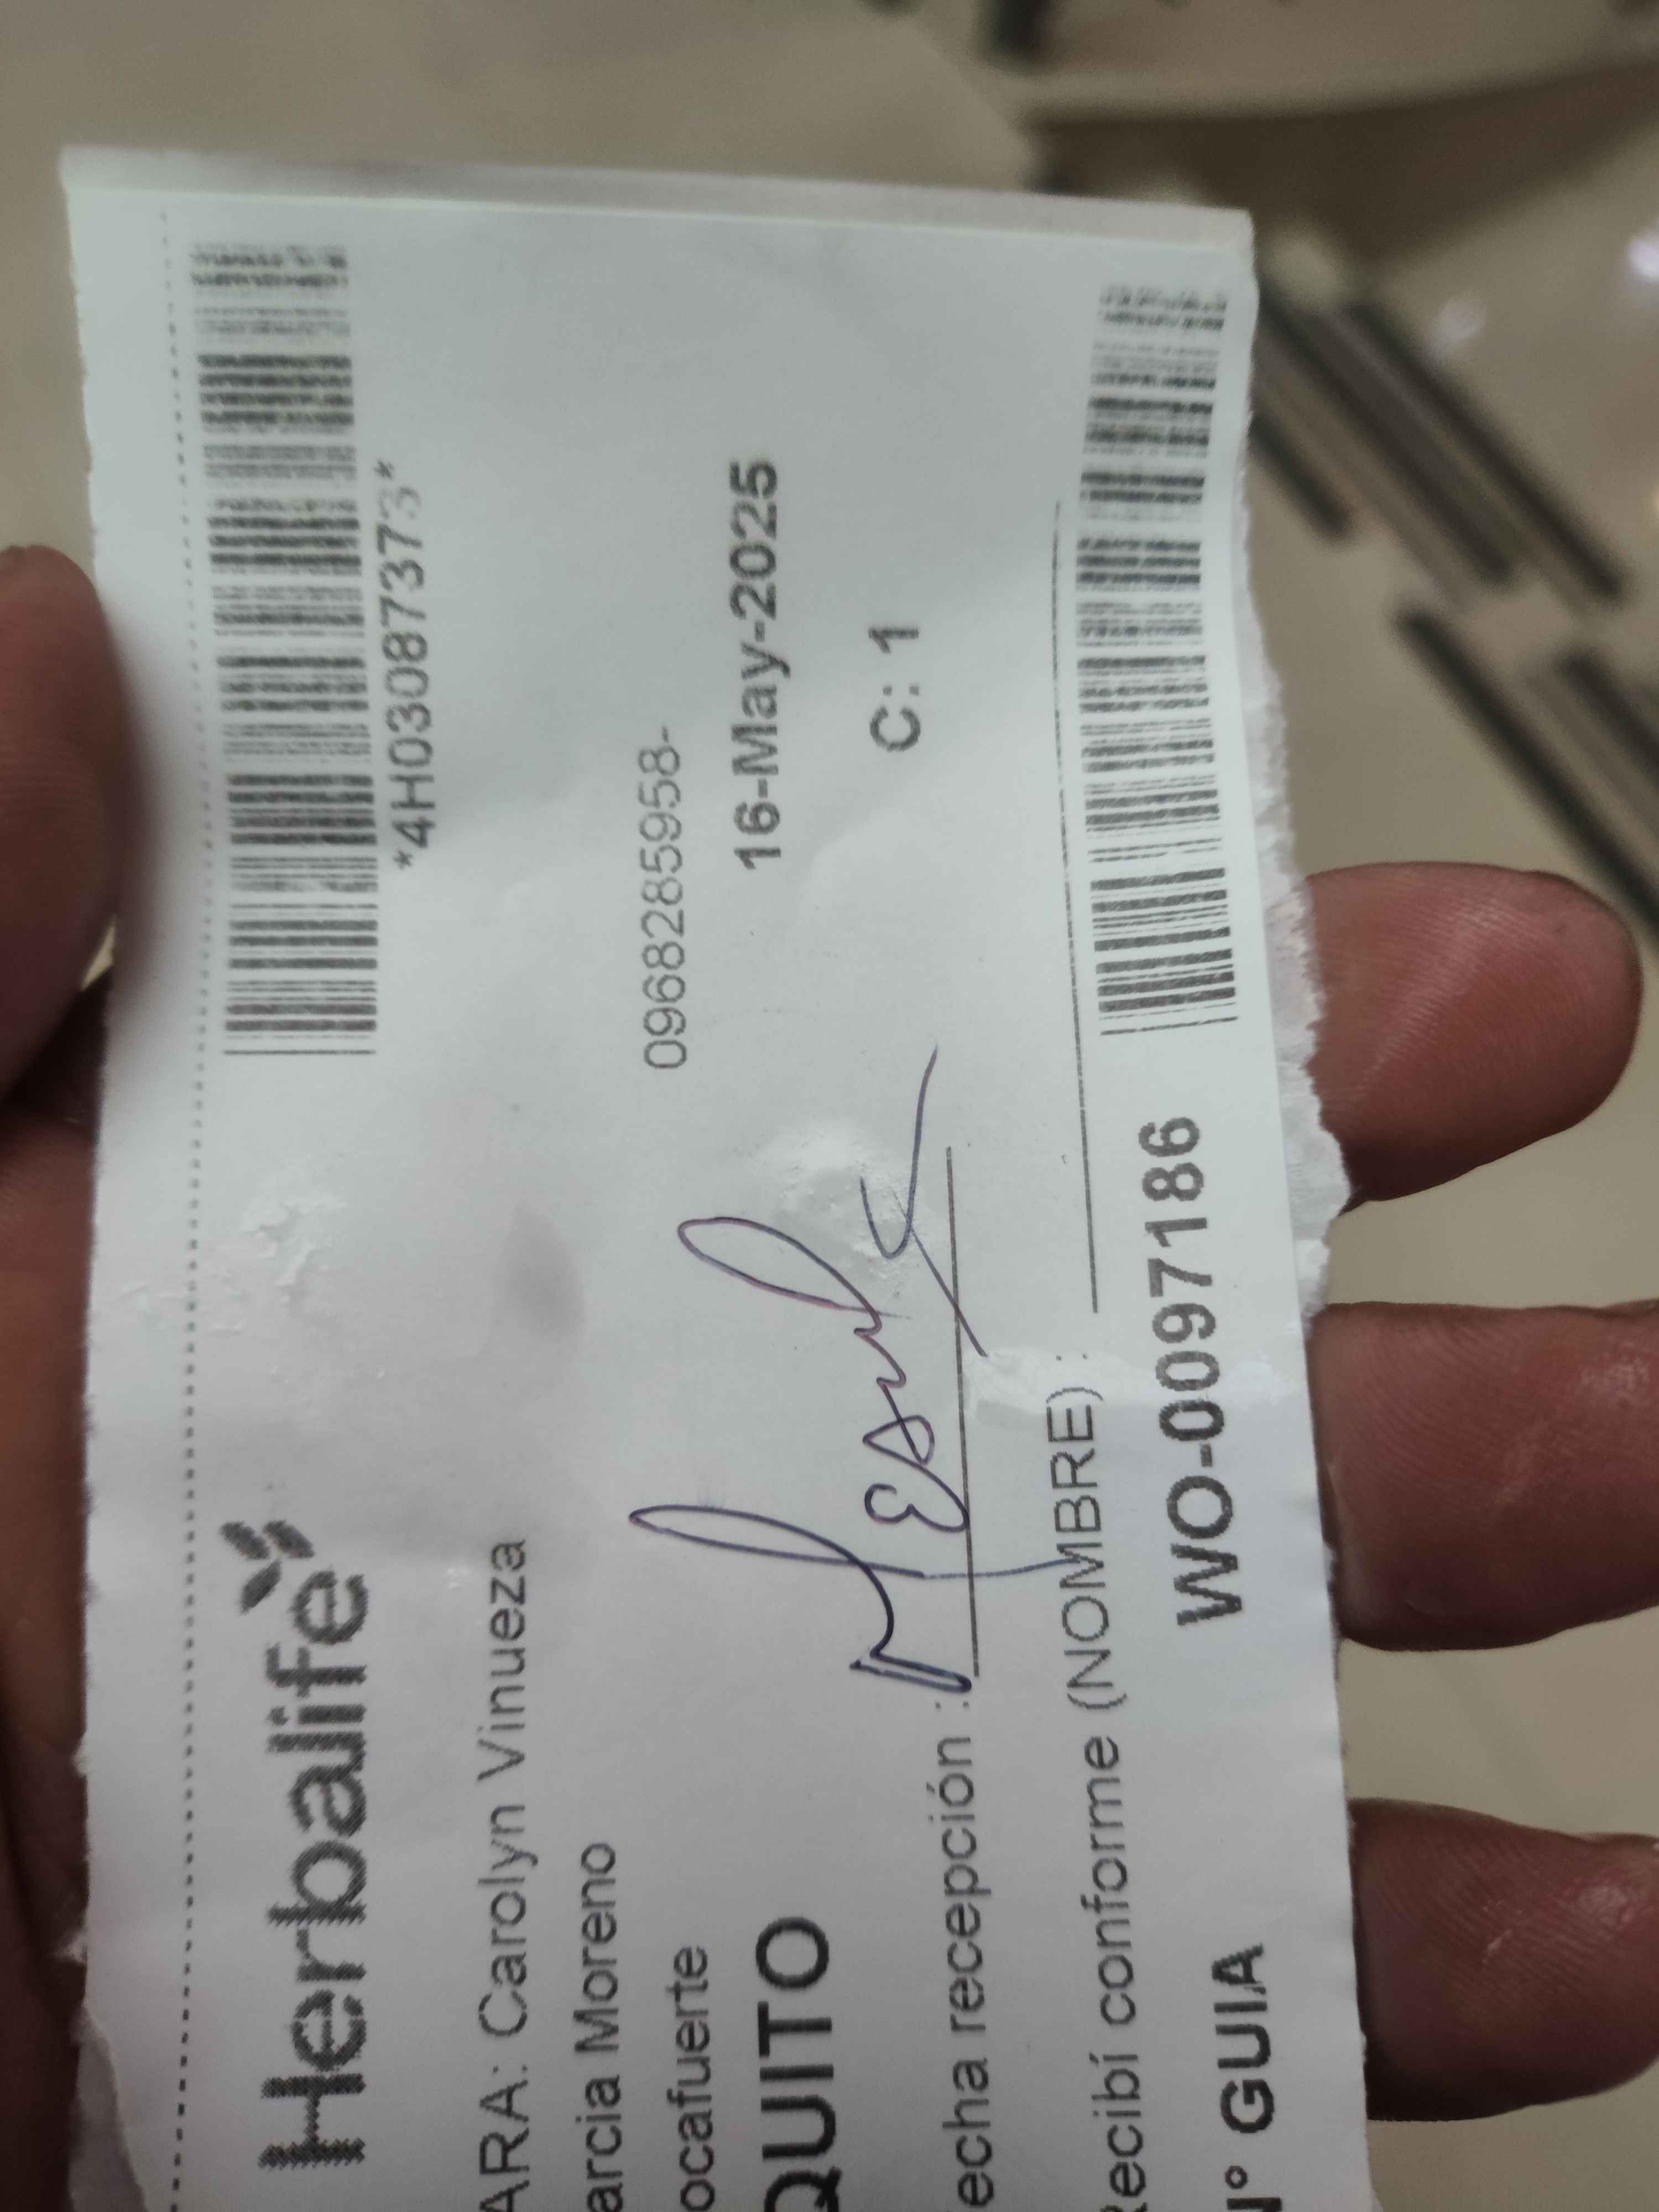 Herbalife
*4H03087373*
ARA: Carolyn Vinueza
arcia Moreno
ocafuerte
0968285958-
QUITO
16-May-2025
echa recepción :
C: 1
Recibí conforme (NOMBRE) :
N° GUIA
WO-0097186